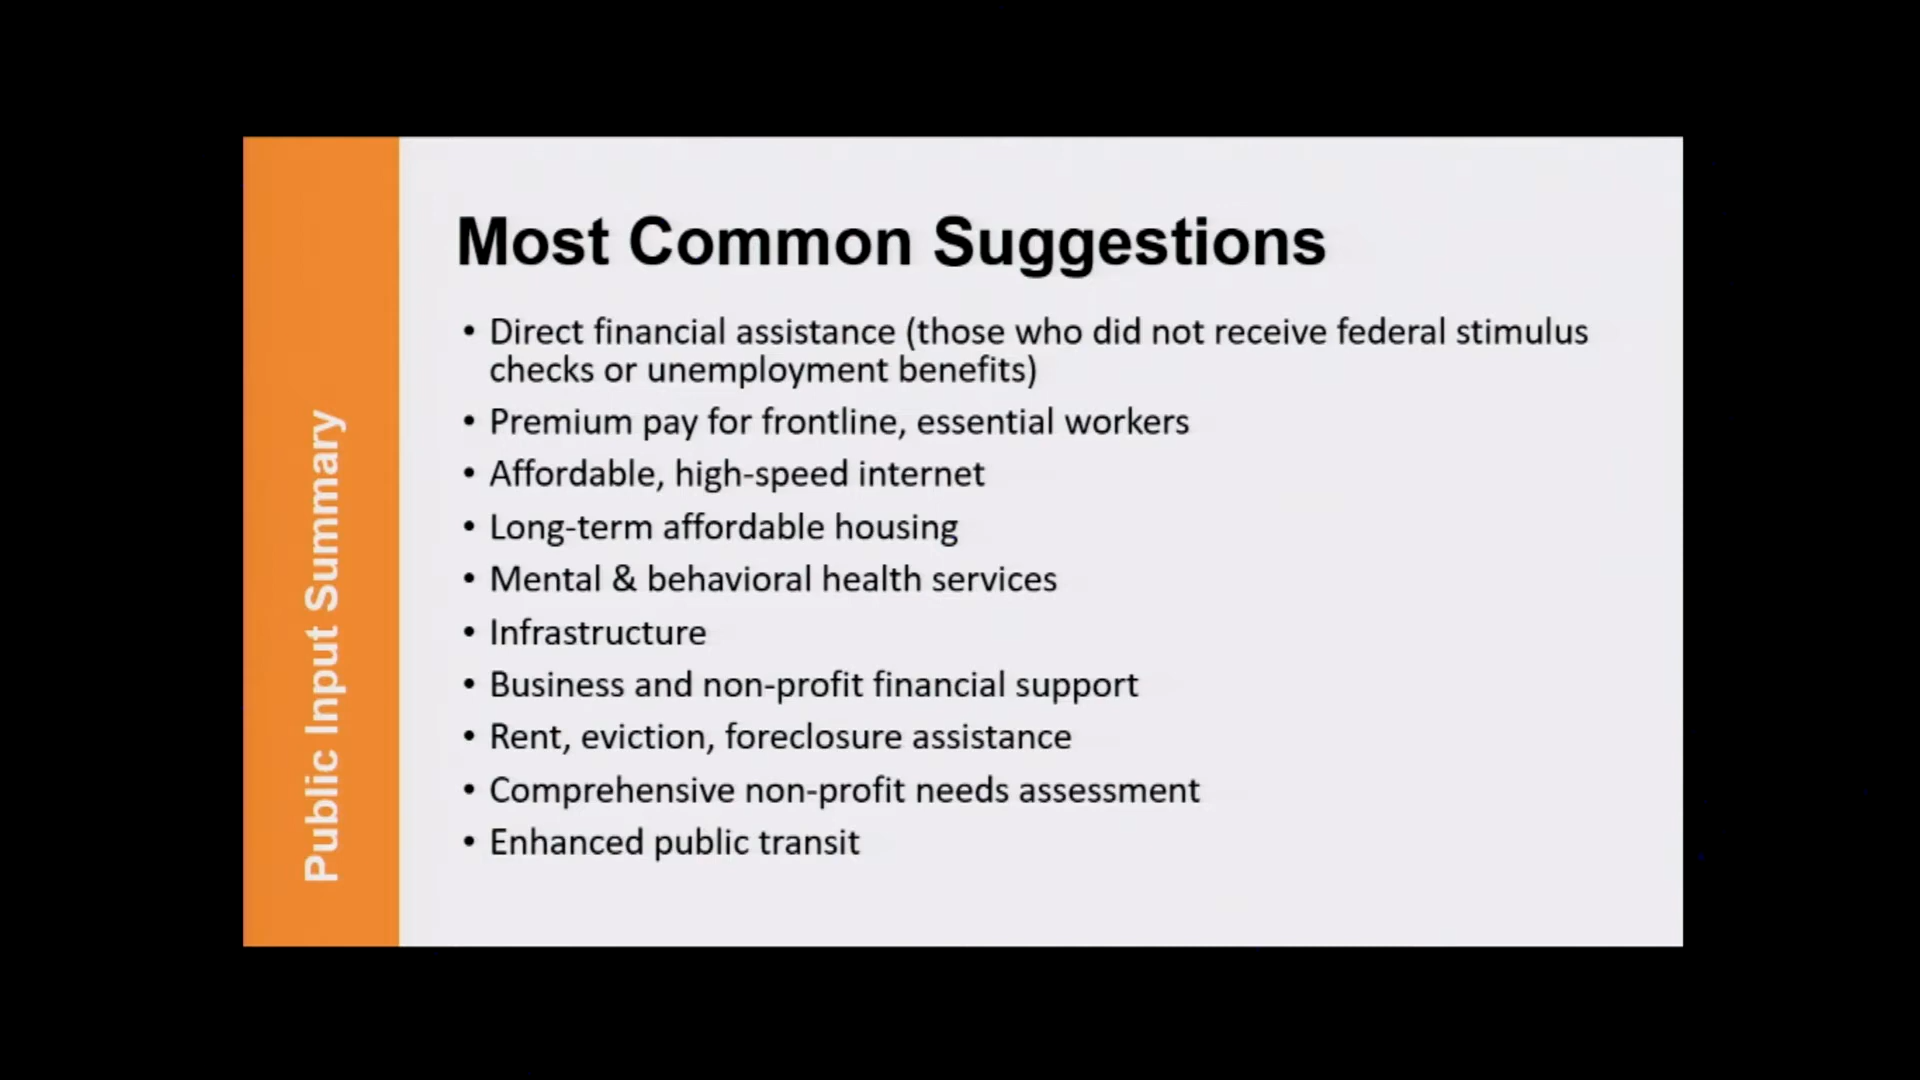 Public Input Summary
Most Common Suggestions
• Direct financial assistance (those who did not receive federal stimulus
checks or unemployment benefits)
• Premium pay for frontline, essential workers
• Affordable, high-speed internet
• Long-term affordable housing
• Mental & behavioral health services
• Infrastructure
• Business and non-profit financial support
• Rent, eviction, foreclosure assistance
• Comprehensive non-profit needs assessment
• Enhanced public transit